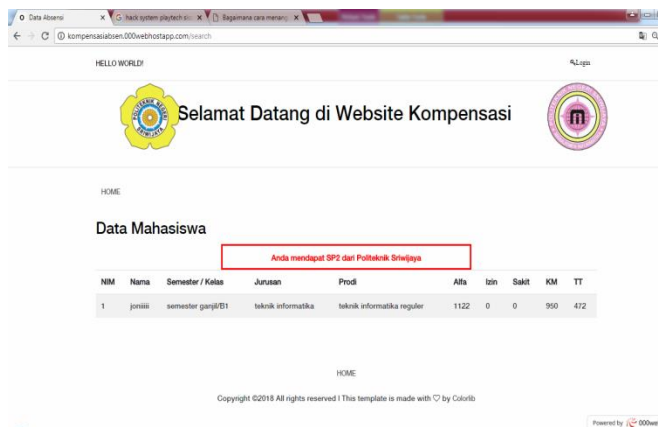 Data Absensi
hack system playtech slo
Bagaimana cara menang
kompensasiabsen.000webhostapp.com/search
HELLO WORLD! Login
Selamat Datang di Website Kompensasi
HOME
Data Mahasiswa
Anda mendapat SP2 dari Politeknik Sriwijaya
NIM Nama Semester / Kelas Jurusan Prodi Alfa Izin Sakit KM TT
1 joniiiii semester ganjil/B1 teknik informatika teknik informatika reguler 1122 0 0 950 472
HOME
Copyright ©2018 All rights reserved | This template is made with ♡ by Colorlib
Powered by 000we